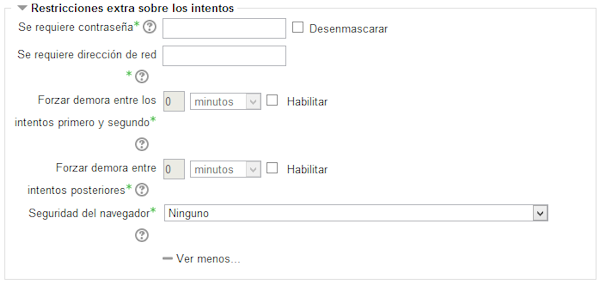 Restricciones extra sobre los intentos
Se requiere contraseña* Desenmascarar
Se requiere dirección de red
*
Forzar demora entre los 0 minutos Habilitar
intentos primero y segundo*
Forzar demora entre 0 minutos Habilitar
intentos posteriores*
Seguridad del navegador* Ninguno
Ver menos...